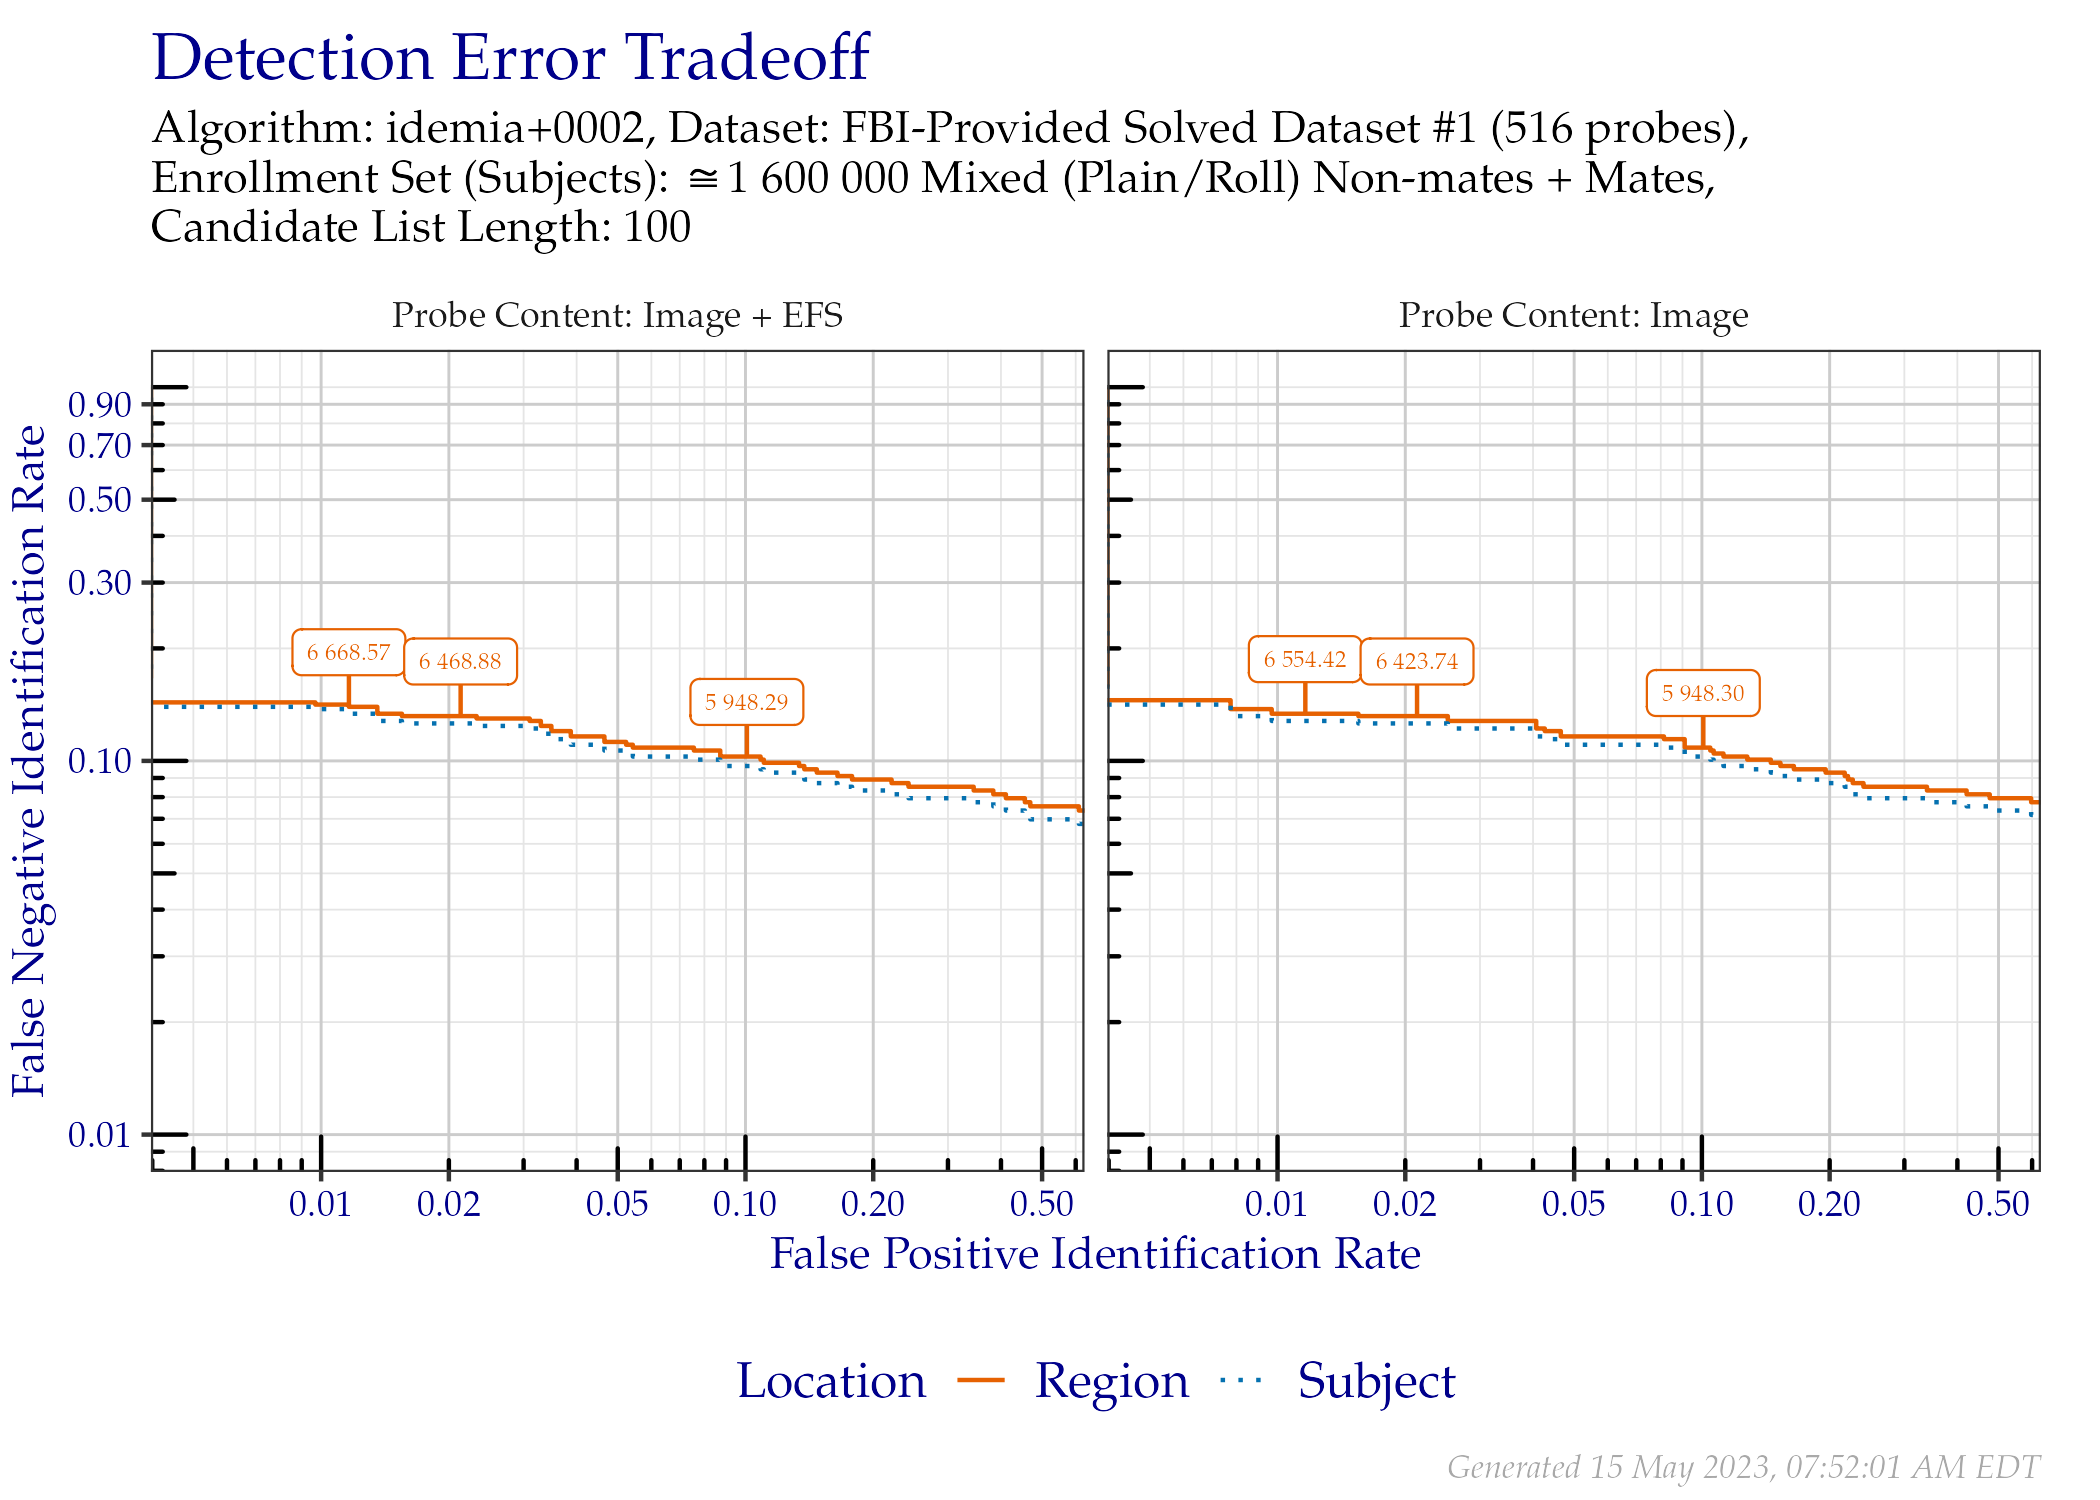 Detection Error Tradeoff
Algorithm: idemia+0002, Dataset: FBI-Provided Solved Dataset #1 (516 probes),
Enrollment Set (Subjects): ≅1 600 000 Mixed (Plain/Roll) Non-mates + Mates,
Candidate List Length: 100
Probe Content: Image + EFS
Probe Content: Image
False Negative Identification Rate
0.90
0.70
0.50
0.30
0.10
0.01
6 668.57
6 468.88
5 948.29
6 554.42
6 423.74
5 948.30
0.01 0.02 0.05 0.10 0.20 0.50
0.01 0.02 0.05 0.10 0.20 0.50
False Positive Identification Rate
Location Region Subject
Generated 15 May 2023, 07:52:01 AM EDT